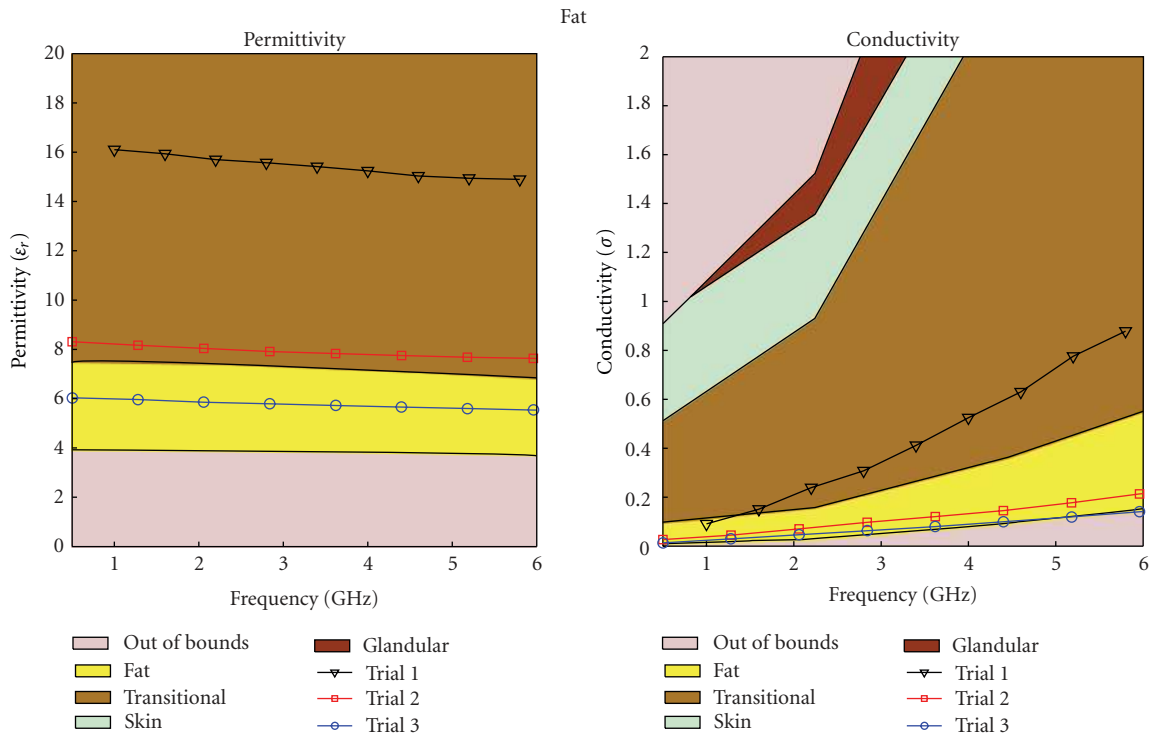 Fat
Permittivity
20
18
16
14
12
10
8
6
4
2
0
Permittivity (εr)
1 2 3 4 5 6
Frequency (GHz)
Out of bounds
Fat
Transitional
Skin
Glandular
Trial 1
Trial 2
Trial 3
Conductivity
2
1.8
1.6
1.4
1.2
1
0.8
0.6
0.4
0.2
0
Conductivity (σ)
1 2 3 4 5 6
Frequency (GHz)
Out of bounds
Fat
Transitional
Skin
Glandular
Trial 1
Trial 2
Trial 3